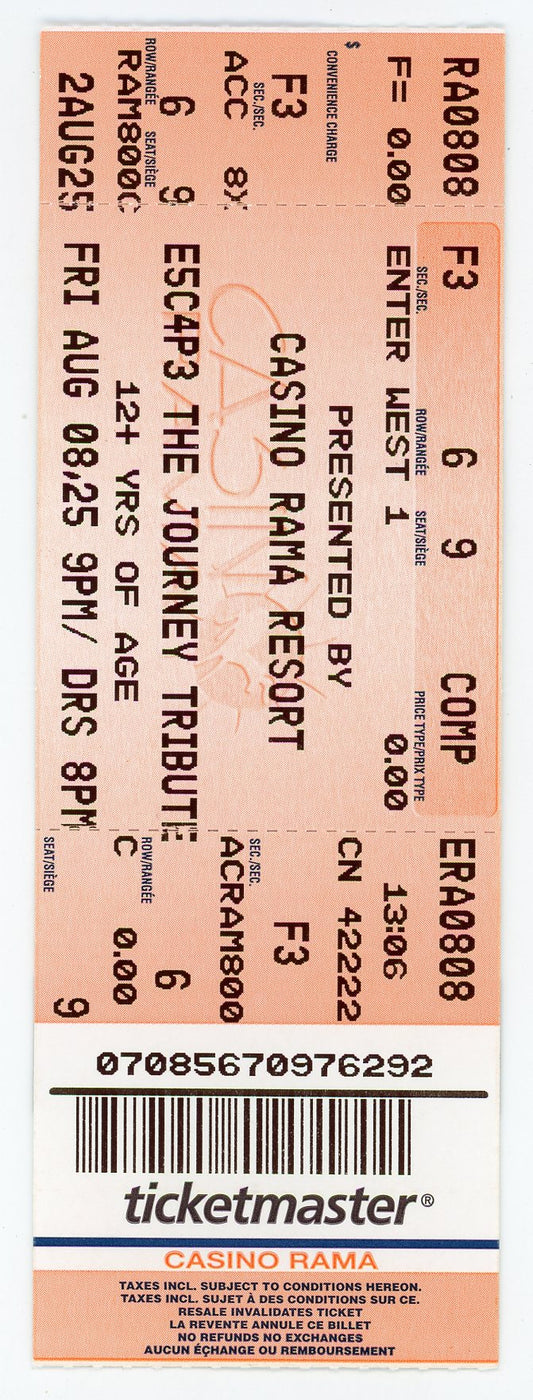 RA0808
F= 0.00
$
CONVENIENCE CHARGE
F3
SEC./SEC.
ACC 8X
6 9
ROW/RANGÉE SEAT/SIÈGE
RAM800C
2AUG25
F3 6 9 COMP
SEC./SEC. ROW/RANGÉE SEAT/SIÈGE PRICE TYPE/PRIX TYPE
ENTER WEST 1 0.00
PRESENTED BY
CASINO RAMA RESORT
CASINO
RAMA
E5C4P3 THE JOURNEY TRIBUTE
12+ YRS OF AGE
FRI AUG 08,25 9PM/ DRS 8PM
ERA0808
13:06
CN 42222
F3
SEC./SEC.
ACRAM800
6
ROW/RANGÉE
C 0.00
9
SEAT/SIÈGE
07085670976292
ticketmaster®
CASINO RAMA
TAXES INCL. SUBJECT TO CONDITIONS HEREON.
TAXES INCL. SUJET À DES CONDITIONS SUR CE.
RESALE INVALIDATES TICKET
LA REVENTE ANNULE CE BILLET
NO REFUNDS NO EXCHANGES
AUCUN ÉÇHANGE OU REMBOURSEMENT